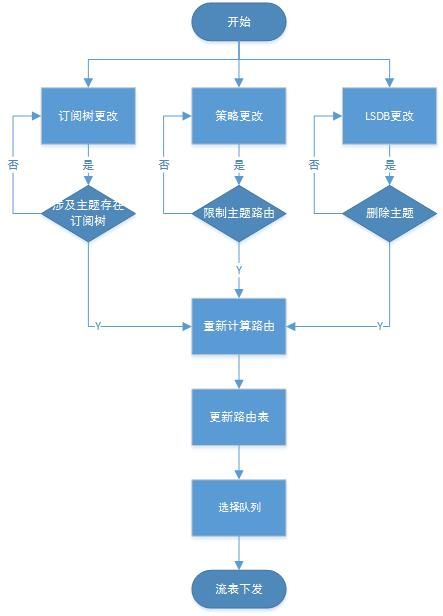 开始
订阅树更改
策略更改
LSDB更改
否
是
否
是
否
是
涉及主题存在
订阅树
限制主题路由
删除主题
Y
Y
Y
重新计算路由
更新路由表
选择队列
流表下发